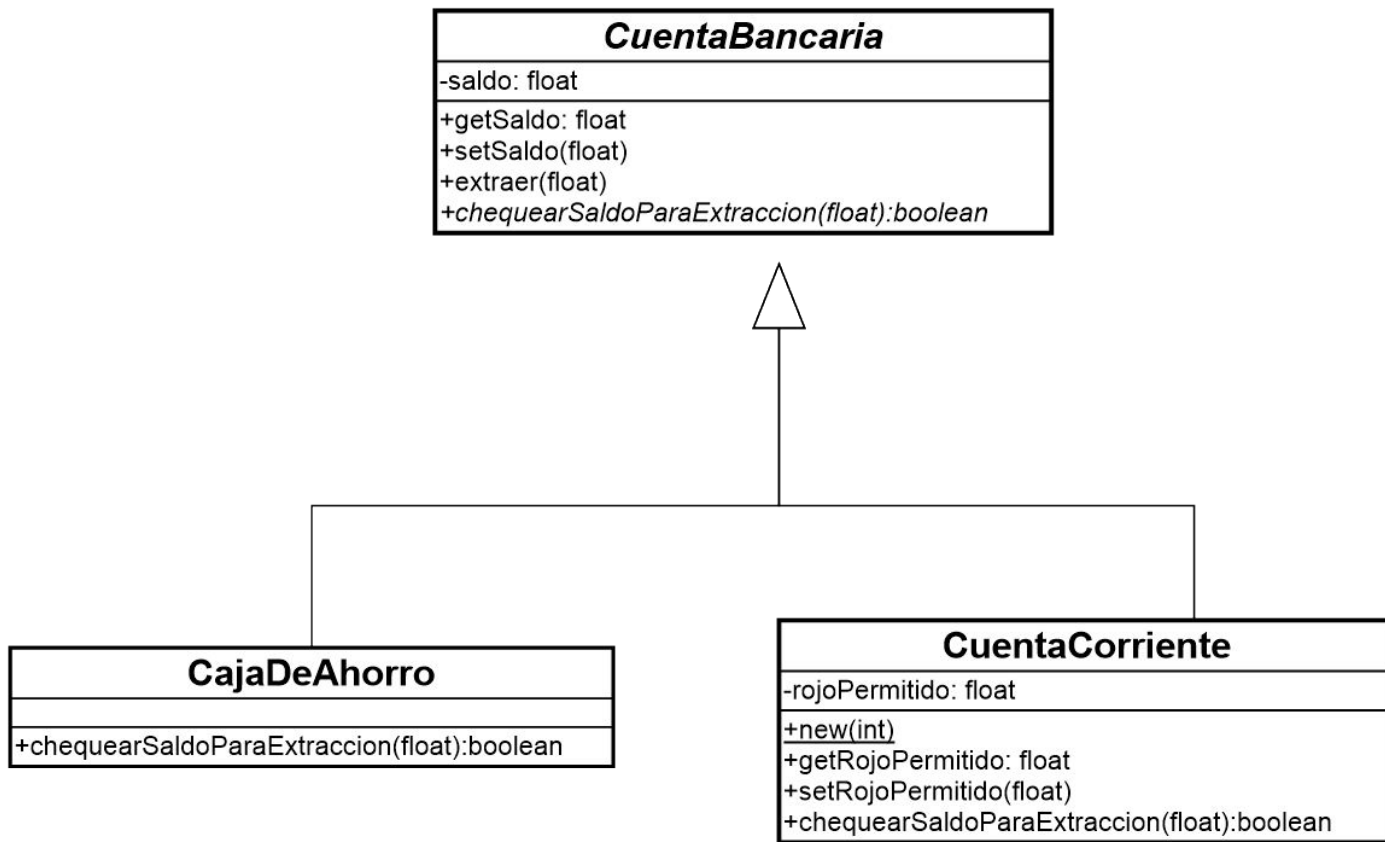 CuentaBancaria
-saldo: float
+getSaldo: float
+setSaldo(float)
+extraer(float)
+chequearSaldoParaExtraccion(float):boolean
CajaDeAhorro
+chequearSaldoParaExtraccion(float):boolean
CuentaCorriente
-rojoPermitido: float
+new(int)
+getRojoPermitido: float
+setRojoPermitido(float)
+chequearSaldoParaExtraccion(float):boolean